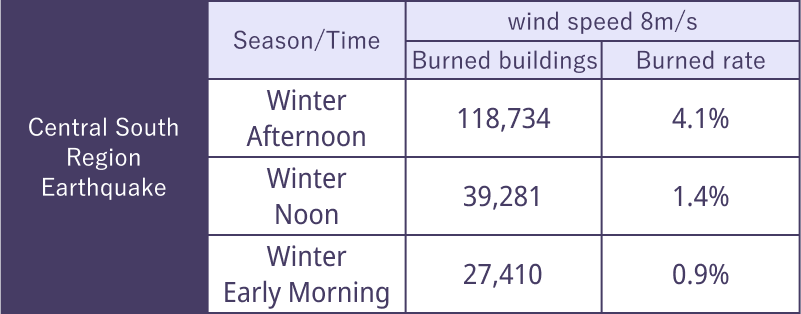 Central South
Region
Earthquake
Season/Time
wind speed 8m/s
Burned buildings
Burned rate
Winter
Afternoon
118,734
4.1%
Winter
Noon
39,281
1.4%
Winter
Early Morning
27,410
0.9%